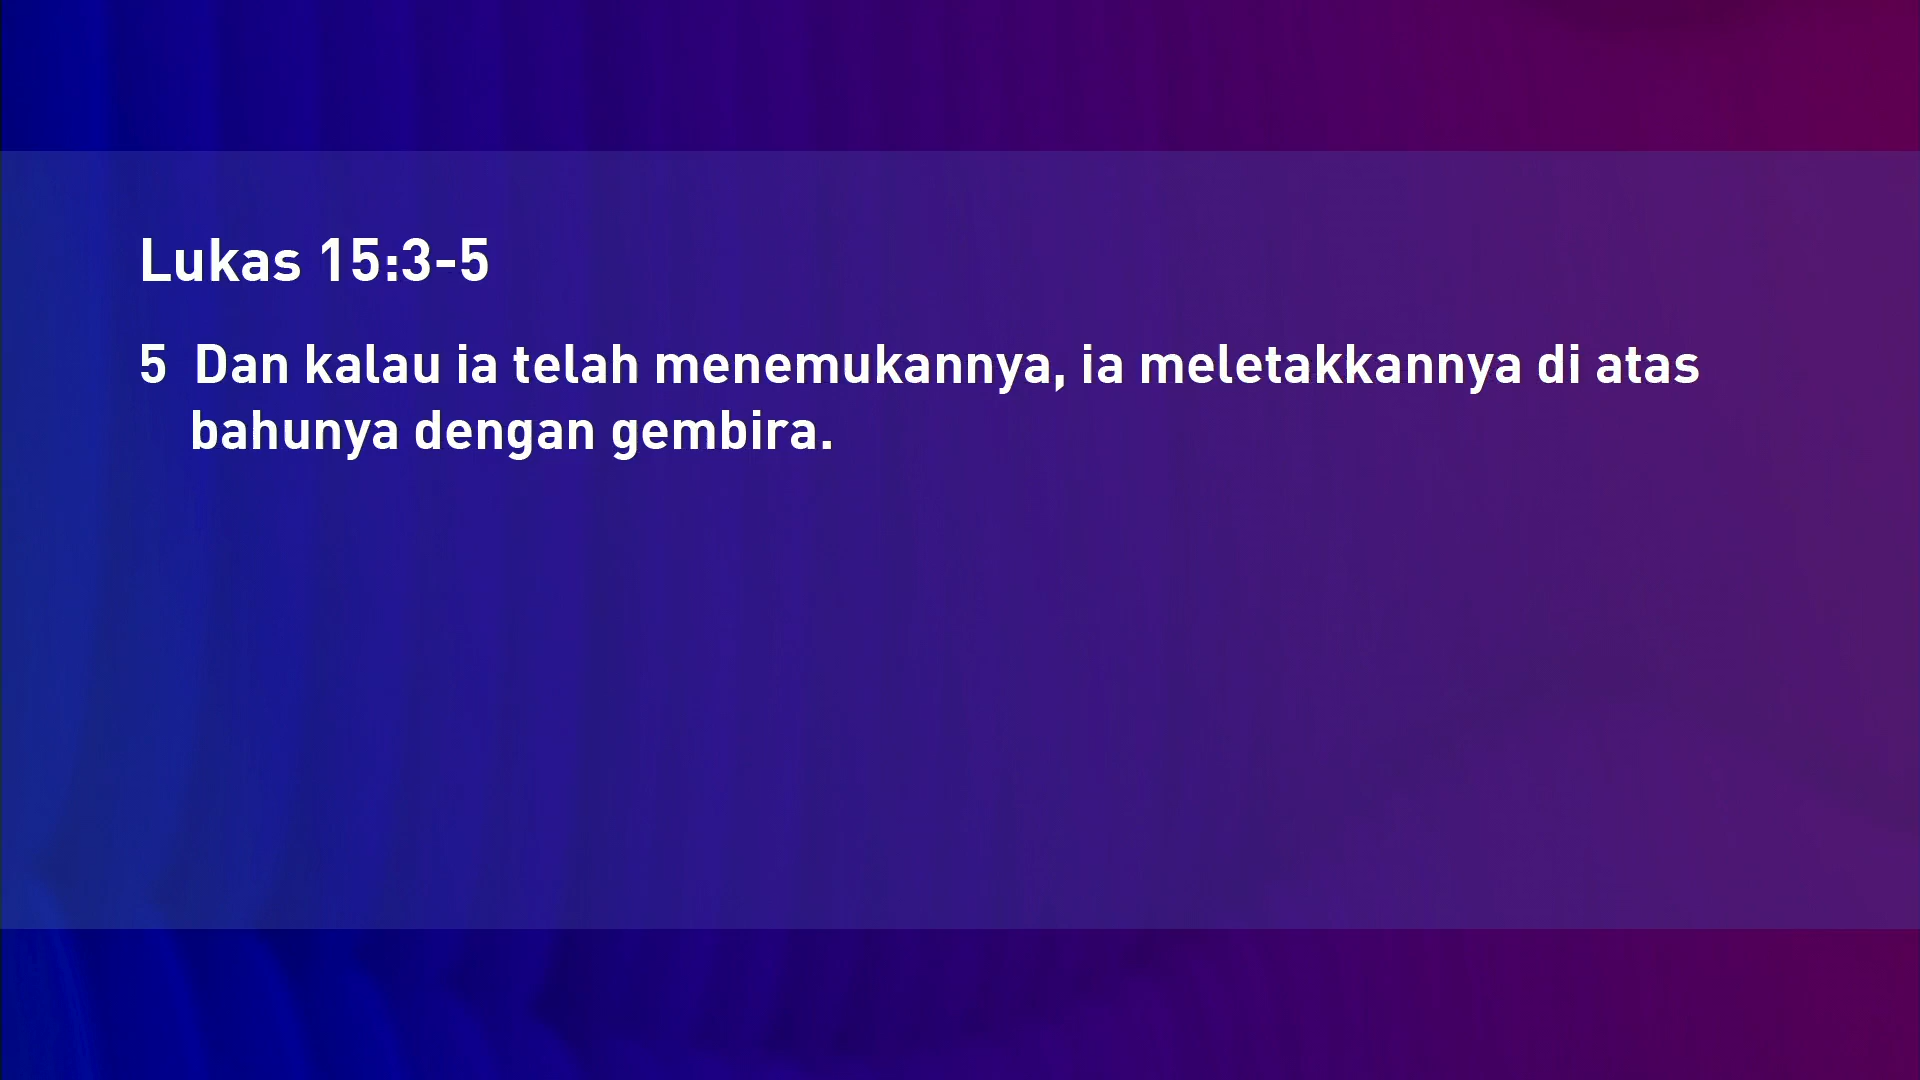 Lukas 15:3-5
5 Dan kalau ia telah menemukannya, ia meletakkannya di atas
bahunya dengan gembira.